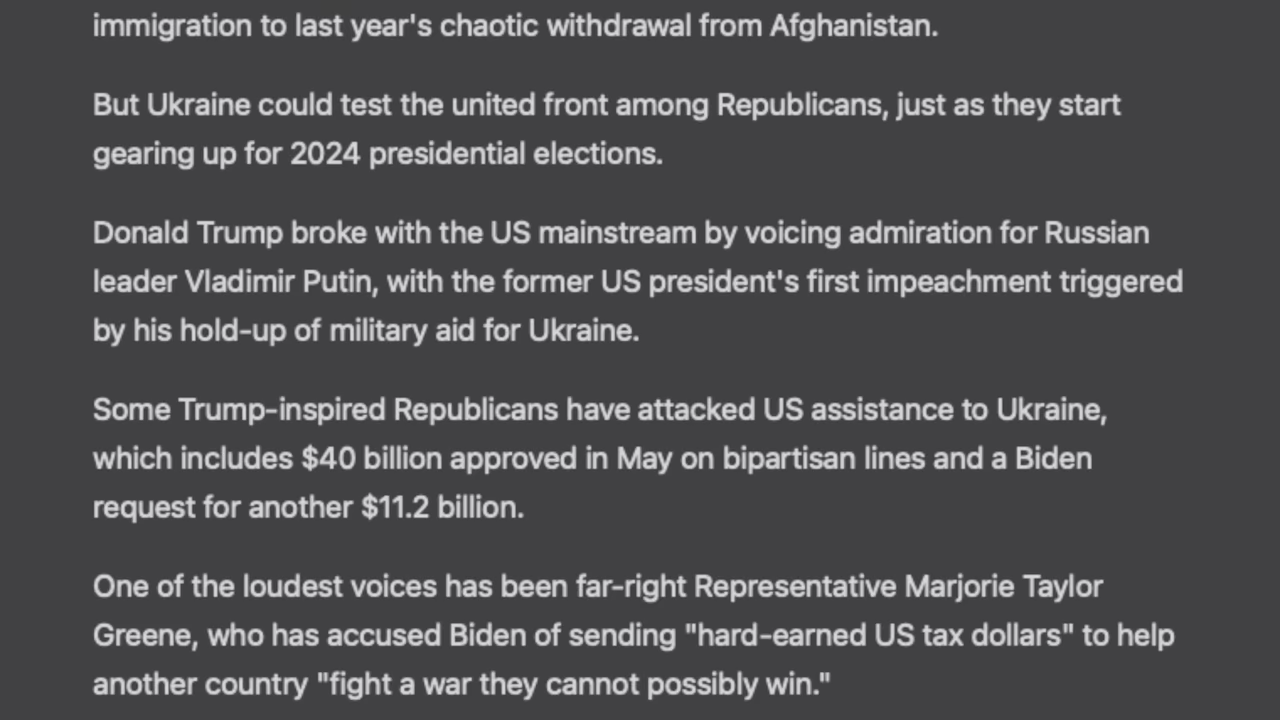 immigration to last year's chaotic withdrawal from Afghanistan.
But Ukraine could test the united front among Republicans, just as they start
gearing up for 2024 presidential elections.
Donald Trump broke with the US mainstream by voicing admiration for Russian
leader Vladimir Putin, with the former US president's first impeachment triggered
by his hold-up of military aid for Ukraine.
Some Trump-inspired Republicans have attacked US assistance to Ukraine,
which includes $40 billion approved in May on bipartisan lines and a Biden
request for another $11.2 billion.
One of the loudest voices has been far-right Representative Marjorie Taylor
Greene, who has accused Biden of sending "hard-earned US tax dollars" to help
another country "fight a war they cannot possibly win."